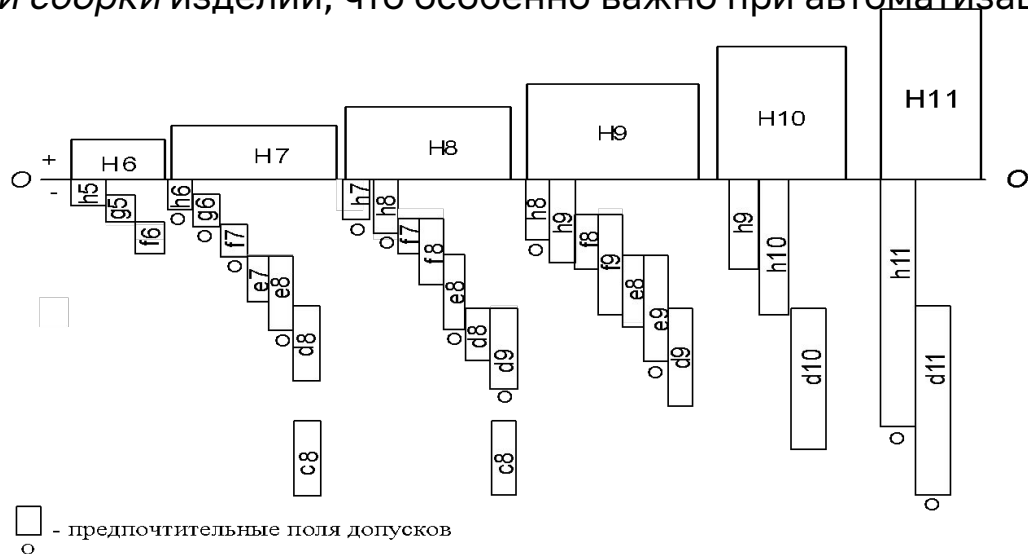 и сборки изделий, что особенно важно при автоматизац
H11
H10
H9
H8
H7
H6
+
O
-
O
h5
g5
f6
h6
g6
f7
e7
e8
d8
c8
h7
h8
f7
f8
e8
d8
d9
c8
h8
h9
f8
f9
e8
e9
d9
h9
h10
d10
h11
d11
- предпочтительные поля допусков
o